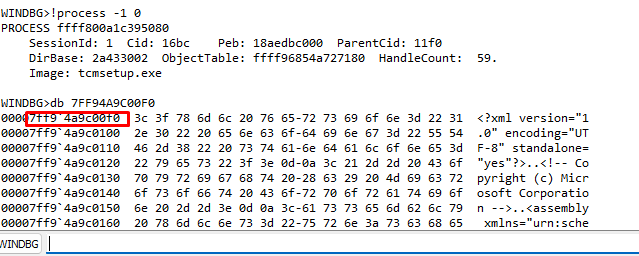 WINDBG>!process -1 0
PROCESS ffff800a1c395080
SessionId: 1 Cid: 16bc Peb: 18aedbc000 ParentCid: 11f0
DirBase: 2a433002 ObjectTable: ffff96854a727180 HandleCount: 59.
Image: tcmsetup.exe
WINDBG>db 7FF94A9C00F0
00007ff9`4a9c00f0 3c 3f 78 6d 6c 20 76 65-72 73 69 6f 6e 3d 22 31 <?xml version="1
00007ff9`4a9c0100 2e 30 22 20 65 6e 63 6f-64 69 6e 67 3d 22 55 54 .0" encoding="UT
00007ff9`4a9c0110 46 2d 38 22 20 73 74 61-6e 64 61 6c 6f 6e 65 3d F-8" standalone=
00007ff9`4a9c0120 22 79 65 73 22 3f 3e 0d-0a 3c 21 2d 2d 20 43 6f "yes"?>..<!-- Co
00007ff9`4a9c0130 70 79 72 69 67 68 74 20-28 63 29 20 4d 69 63 72 pyright (c) Micr
00007ff9`4a9c0140 6f 73 6f 66 74 20 43 6f-72 70 6f 72 61 74 69 6f osoft Corporatio
00007ff9`4a9c0150 6e 20 2d 2d 3e 0d 0a 3c-61 73 73 65 6d 62 6c 79 n -->..<assembly
00007ff9`4a9c0160 20 78 6d 6c 6e 73 3d 22-75 72 6e 3a 73 63 68 65 xmlns="urn:sche
WINDBG